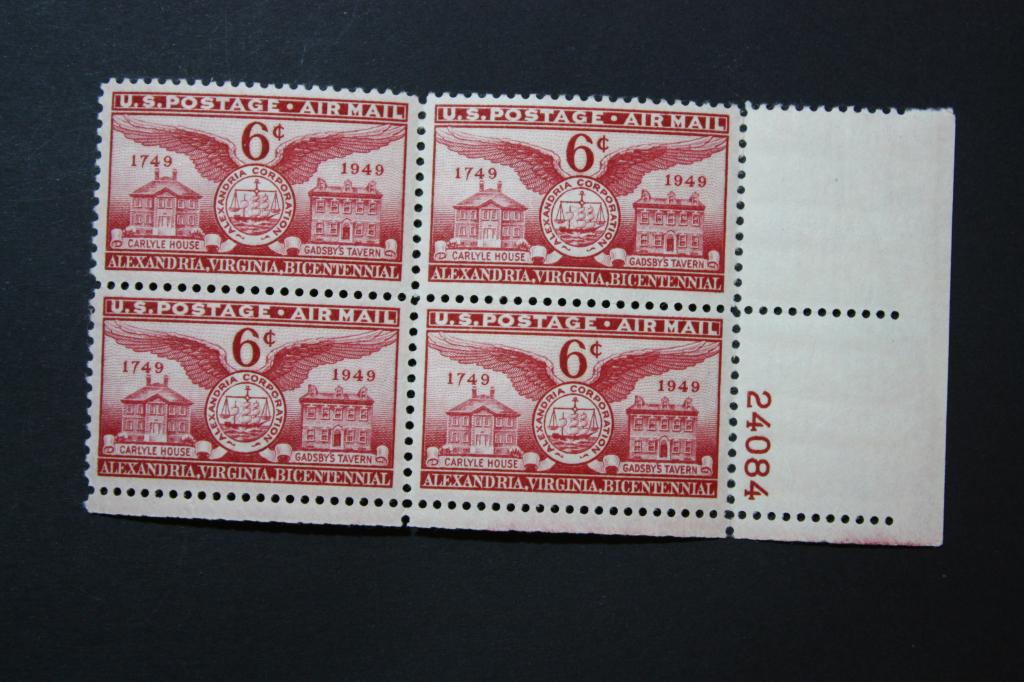 U.S. POSTAGE • AIR MAIL
6¢
1749
1949
ALEXANDRIA CORPORATION
CARLYLE HOUSE
GADSBY'S TAVERN
ALEXANDRIA, VIRGINIA, BICENTENNIAL
U.S. POSTAGE • AIR MAIL
6¢
1749
1949
ALEXANDRIA CORPORATION
CARLYLE HOUSE
GADSBY'S TAVERN
ALEXANDRIA, VIRGINIA, BICENTENNIAL
U.S. POSTAGE • AIR MAIL
6¢
1749
1949
ALEXANDRIA CORPORATION
CARLYLE HOUSE
GADSBY'S TAVERN
ALEXANDRIA, VIRGINIA, BICENTENNIAL
U.S. POSTAGE • AIR MAIL
6¢
1749
1949
ALEXANDRIA CORPORATION
CARLYLE HOUSE
GADSBY'S TAVERN
ALEXANDRIA, VIRGINIA, BICENTENNIAL
24084